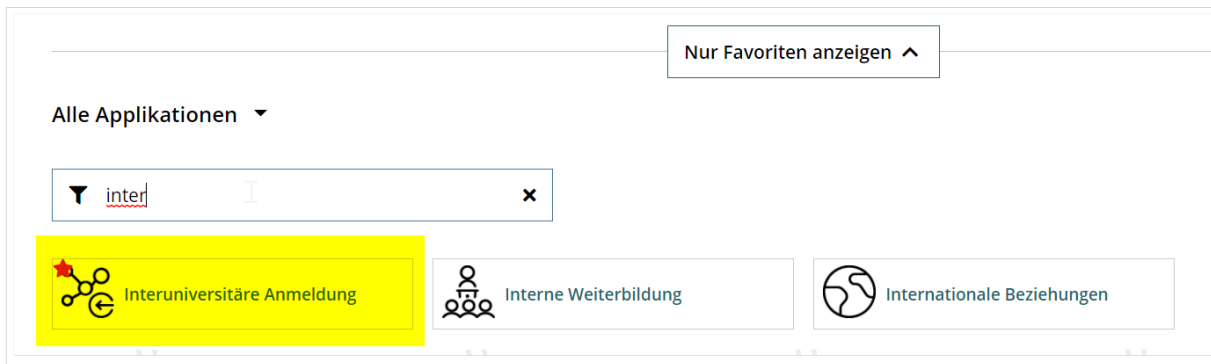 Nur Favoriten anzeigen
Alle Applikationen
inter
Interuniversitäre Anmeldung
Interne Weiterbildung
Internationale Beziehungen